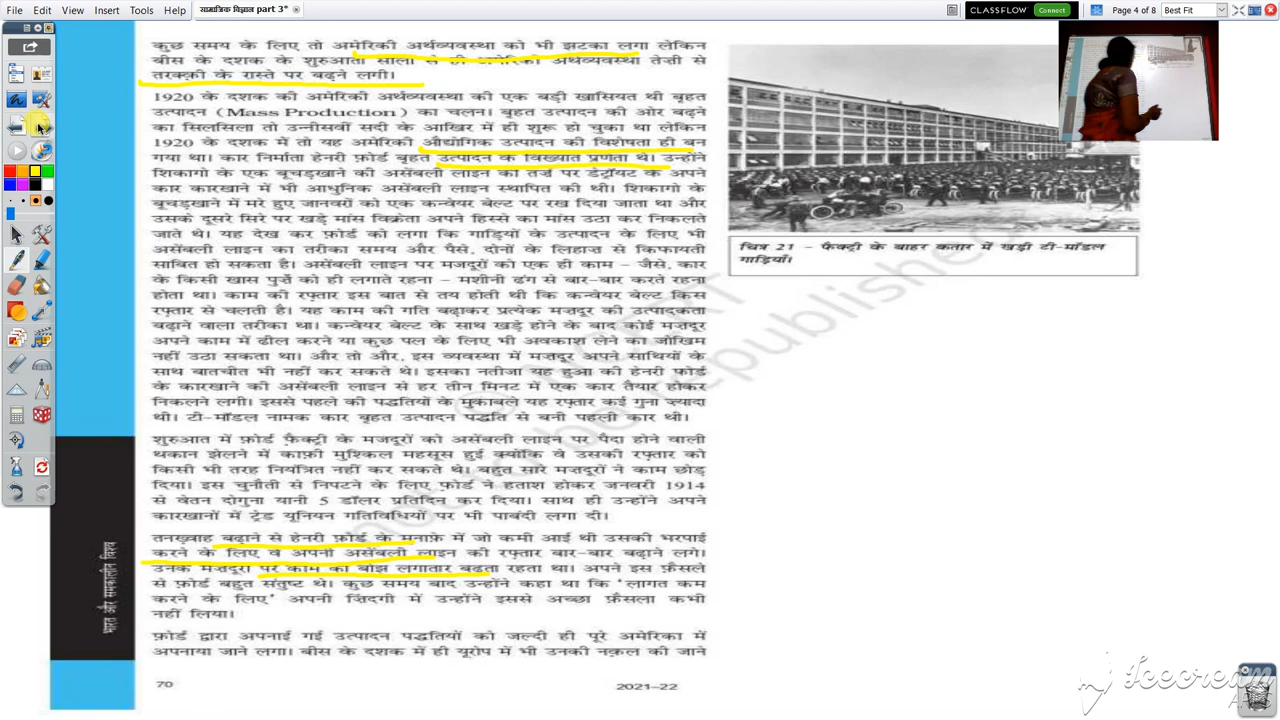 File Edit View Insert Tools Help
सामाजिक विज्ञान part 3*
CLASSFLOW Connect
Page 4 of 8 Best Fit
कुछ समय के लिए तो अमेरिकी अर्थव्यवस्था को भी झटका लगा लेकिन
बीस के दशक के शुरुआती सालों से ही अमेरिकी अर्थव्यवस्था तेज़ी से
तरक्की के रास्ते पर बढ़ने लगी।
1920 के दशक की अमेरिकी अर्थव्यवस्था की एक बड़ी खासियत थी बृहत
उत्पादन (Mass Production) का चलन। बृहत उत्पादन की ओर बढ़ने
का सिलसिला तो उन्नीसवीं सदी के आखिर में ही शुरू हो चुका था लेकिन
1920 के दशक में तो यह अमेरिकी औद्योगिक उत्पादन की विशेषता ही बन
गया था। कार निर्माता हेनरी फ़ोर्ड बृहत उत्पादन के विख्यात प्रणेता थे। उन्होंने
शिकागो के एक बूचड़खाने की असेंबली लाइन की तर्ज़ पर डेट्रॉयट के अपने
कार कारखाने में भी आधुनिक असेंबली लाइन स्थापित की थी। शिकागो के
बूचड़खाने में मरे हुए जानवरों को एक कन्वेयर बेल्ट पर रख दिया जाता था और
उसके दूसरे सिरे पर खड़े मांस विक्रेता अपने हिस्से का मांस उठा कर निकलते
जाते थे। यह देख कर फ़ोर्ड को लगा कि गाड़ियों के उत्पादन के लिए भी
असेंबली लाइन का तरीका समय और पैसे, दोनों के लिहाज़ से किफायती
साबित हो सकता है। असेंबली लाइन पर मज़दूरों को एक ही काम – जैसे, कार
के किसी खास पुर्ज़े को ही लगाते रहना – मशीनी ढंग से बार-बार करते रहना
होता था। काम की रफ़्तार इस बात से तय होती थी कि कन्वेयर बेल्ट किस
रफ़्तार से चलती है। यह काम की गति बढ़ाकर प्रत्येक मज़दूर की उत्पादकता
बढ़ाने वाला तरीका था। कन्वेयर बेल्ट के साथ खड़े होने के बाद कोई मज़दूर
अपने काम में ढील करने या कुछ पल के लिए भी अवकाश लेने का जोखिम
नहीं उठा सकता था। और तो और, इस व्यवस्था में मज़दूर अपने साथियों के
साथ बातचीत भी नहीं कर सकते थे। इसका नतीजा यह हुआ की हेनरी फोर्ड
के कारखाने की असेंबली लाइन से हर तीन मिनट में एक कार तैयार होकर
निकलने लगी। इससे पहले की पद्धतियों के मुकाबले यह रफ़्तार कई गुना ज़्यादा
थी। टी-मॉडल नामक कार बृहत उत्पादन पद्धति से बनी पहली कार थी।
शुरुआत में फ़ोर्ड फ़ैक्ट्री के मजदूरों को असेंबली लाइन पर पैदा होने वाली
थकान झेलने में काफ़ी मुश्किल महसूस हुई क्योंकि वे उसकी रफ़्तार को
किसी भी तरह नियंत्रित नहीं कर सकते थे। बहुत सारे मज़दूरों ने काम छोड़
दिया। इस चुनौती से निपटने के लिए फ़ोर्ड ने हताश होकर जनवरी 1914
से वेतन दोगुना यानी 5 डॉलर प्रतिदिन कर दिया। साथ ही उन्होंने अपने
कारखानों में ट्रेड यूनियन गतिविधियों पर भी पाबंदी लगा दी।
तनख्वाह बढ़ाने से हेनरी फ़ोर्ड के मुनाफ़े में जो कमी आई थी उसकी भरपाई
करने के लिए वे अपनी असेंबली लाइन की रफ़्तार बार-बार बढ़ाने लगे।
उनके मज़दूरों पर काम का बोझ लगातार बढ़ता रहता था। अपने इस फ़ैसले
से फ़ोर्ड बहुत संतुष्ट थे। कुछ समय बाद उन्होंने कहा था कि 'लागत कम
करने के लिए' अपनी ज़िंदगी में उन्होंने इससे अच्छा फ़ैसला कभी
नहीं लिया।
फ़ोर्ड द्वारा अपनाई गई उत्पादन पद्धतियों को जल्दी ही पूरे अमेरिका में
अपनाया जाने लगा। बीस के दशक में ही यूरोप में भी उनकी नक़ल की जाने
चित्र 21 – फ़ैक्ट्री के बाहर कतार में खड़ी टी-मॉडल
गाड़ियाँ।
भारत और समकालीन विश्व
70
2021–22
Icecream